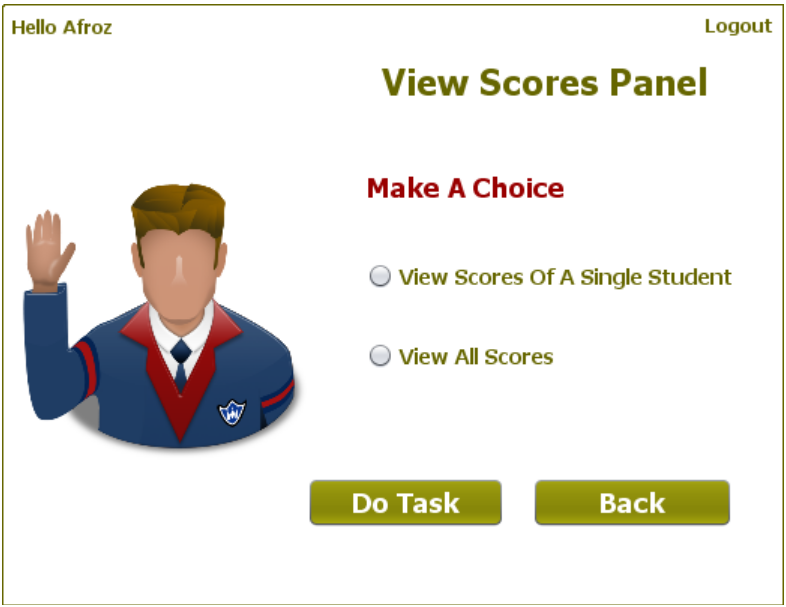 Hello Afroz
Logout
View Scores Panel
Make A Choice
View Scores Of A Single Student
View All Scores
Do Task
Back